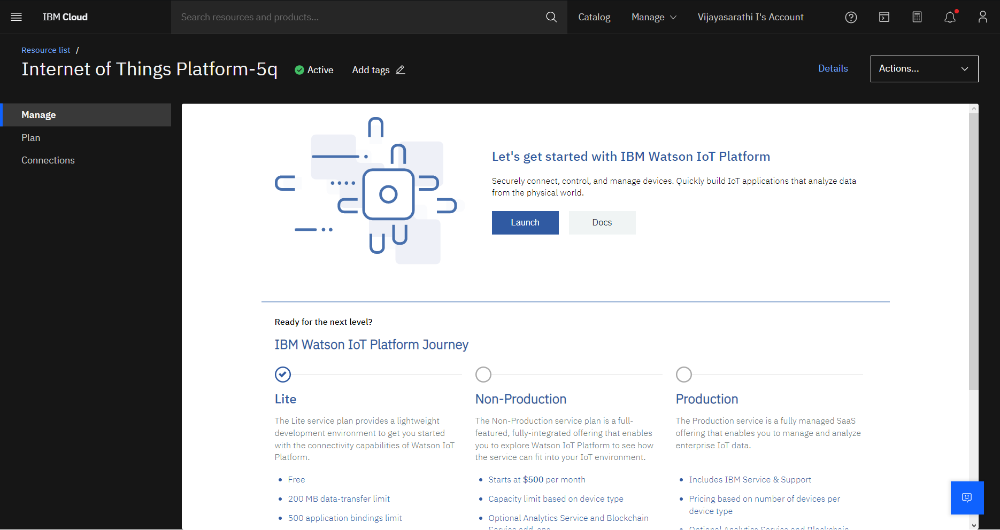 IBM Cloud
Search resources and products...
Catalog
Manage
Vijayasarathi I's Account
Resource list /
Internet of Things Platform-5q
Active
Add tags
Details
Actions...
Manage
Plan
Connections
Let's get started with IBM Watson IoT Platform
Securely connect, control, and manage devices. Quickly build IoT applications that analyze data
from the physical world.
Launch
Docs
Ready for the next level?
IBM Watson IoT Platform Journey
Lite
The Lite service plan provides a lightweight
development environment to get you started
with the connectivity capabilities of Watson IoT
Platform.
Free
200 MB data-transfer limit
500 application bindings limit
Non-Production
The Non-Production service plan is a full-
featured, fully-integrated offering that enables
you to explore Watson IoT Platform to see how
the service can fit into your IoT environment.
Starts at $500 per month
Capacity limit based on device type
Optional Analytics Service and Blockchain
Service add-ons
Production
The Production service is a fully managed SaaS
offering that enables you to manage and analyze
enterprise IoT data.
Includes IBM Service & Support
Pricing based on number of devices per
device type
Optional Analytics Service and Blockchain